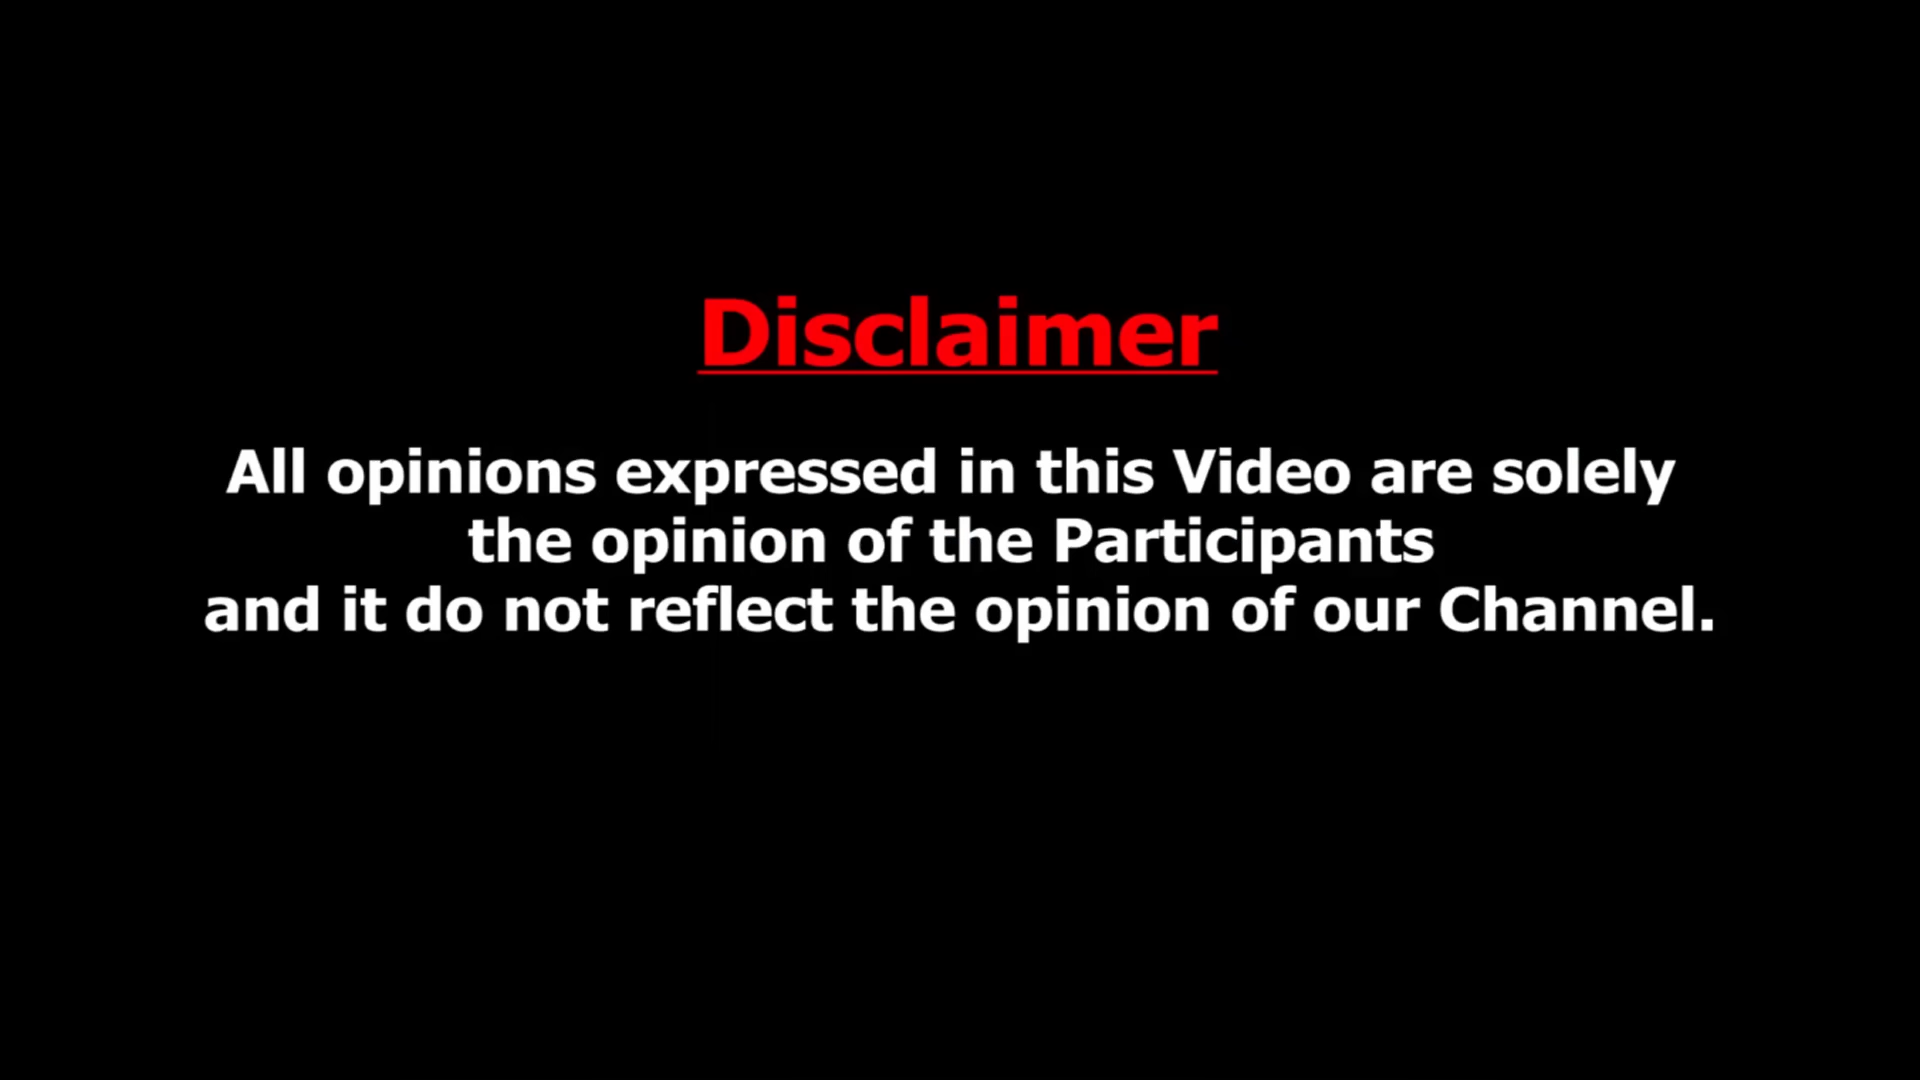 Disclaimer
All opinions expressed in this Video are solely
the opinion of the Participants
and it do not reflect the opinion of our Channel.